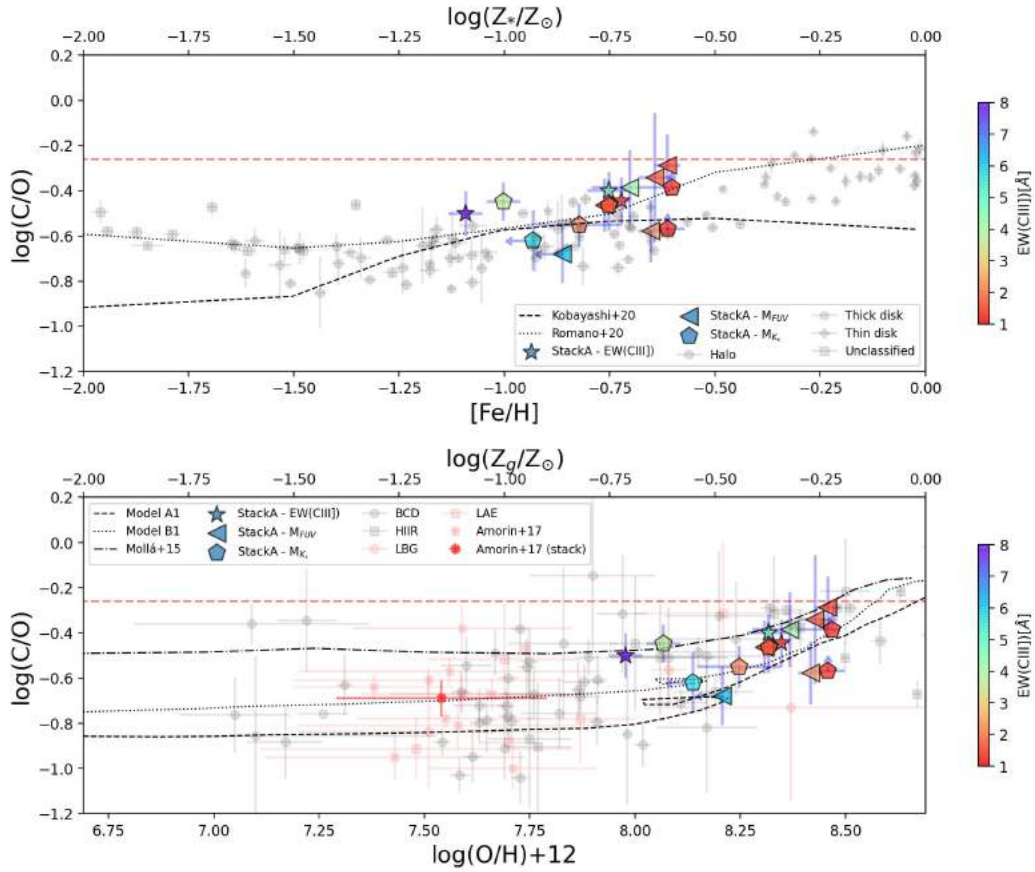 log(Z*/Z⊙)
−2.00 −1.75 −1.50 −1.25 −1.00 −0.75 −0.50 −0.25 0.00
0.2
0.0
−0.2
−0.4
−0.6
−0.8
−1.0
−1.2
log(C/O)
Kobayashi+20
Romano+20
StackA - EW(CIII])
StackA - M_FUV
StackA - M_Ks
Halo
Thick disk
Thin disk
Unclassified
−2.00 −1.75 −1.50 −1.25 −1.00 −0.75 −0.50 −0.25 0.00
[Fe/H]
8
7
6
5
4
3
2
1
EW(CIII])[Å]
log(Zg/Z⊙)
−2.00 −1.75 −1.50 −1.25 −1.00 −0.75 −0.50 −0.25 0.00
0.2
0.0
−0.2
−0.4
−0.6
−0.8
−1.0
−1.2
log(C/O)
Model A1
Model B1
Mollá+15
StackA - EW(CIII])
StackA - M_FUV
StackA - M_Ks
BCD
HIIR
LBG
LAE
Amorin+17
Amorin+17 (stack)
6.75 7.00 7.25 7.50 7.75 8.00 8.25 8.50
log(O/H)+12
8
7
6
5
4
3
2
1
EW(CIII])[Å]